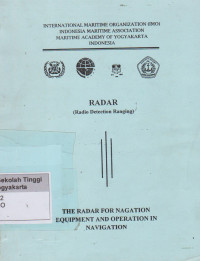 INTERNATIONAL MARITIME ORGANIZATION (IMO)
INDONESIA MARITIME ASSOCIATION
MARITIME ACADEMY OF YOGYAKARTA
INDONESIA
RADAR
(Radio Detection Ranging)
Sekolah Tinggi
ogyakarta
2
O
THE RADAR FOR NAGATION
EQUIPMENT AND OPERATION IN
NAVIGATION